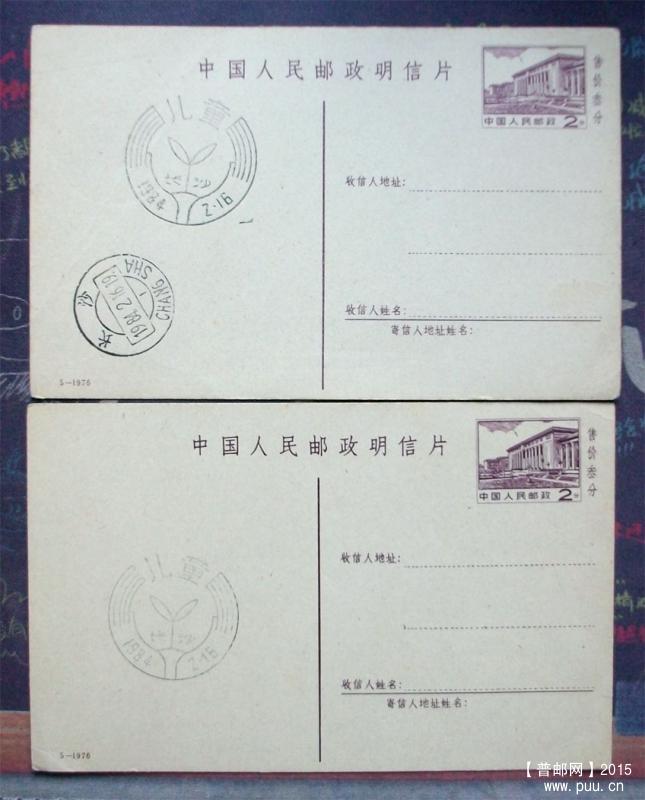 中国人民邮政明信片
售价叁分
中国人民邮政 2分
儿童
长沙
1984 2·16
收信人地址:
长沙
1984.2.16.19
CHANG SHA
1
收信人姓名:
寄信人地址姓名:
5—1976
中国人民邮政明信片
售价叁分
中国人民邮政 2分
收信人地址:
儿童
长沙
1984 2·16
收信人姓名:
寄信人地址姓名:
5—1976
【普邮网】2015
www.puu.cn